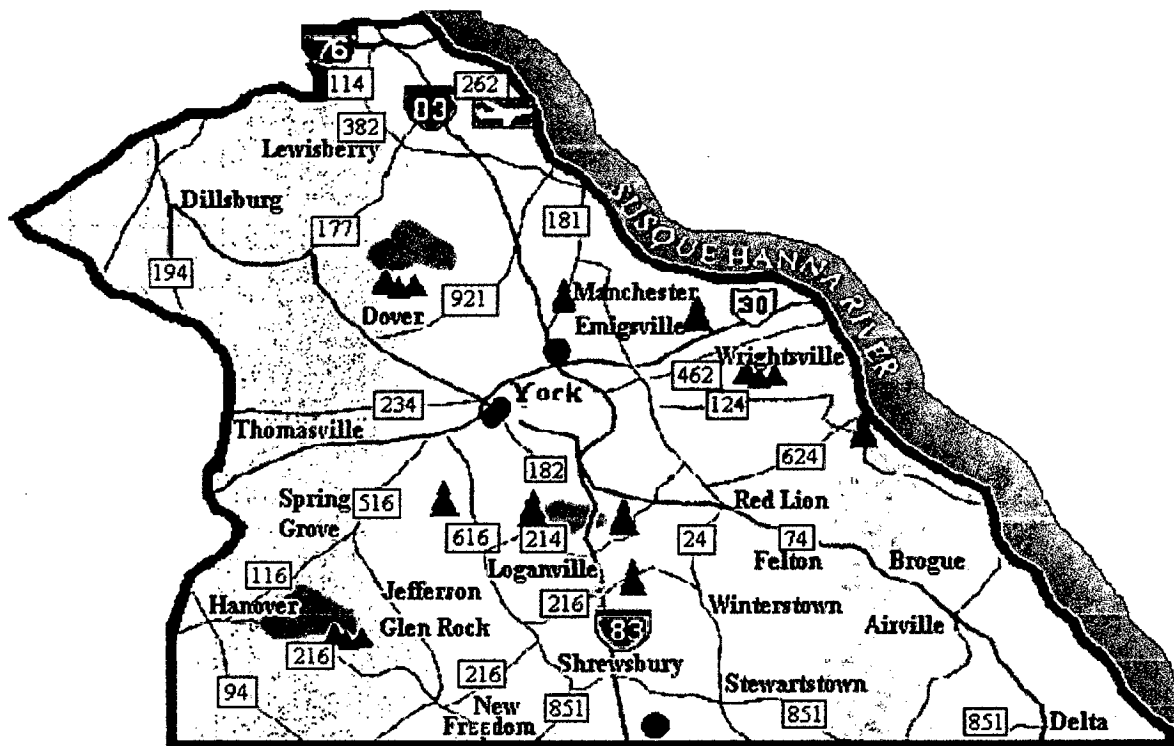 76
114
262
83
382
Lewisberry
Dillsburg
SUSQUEHANNA RIVER
177
181
194
921
Manchester
30
Dover
Emigsville
Wrightsville
462
York
234
124
Thomasville
182
624
Spring
Grove
516
Red Lion
616
214
24
74
Loganville
Felton
Brogue
116
Jefferson
Hanover
216
Winterstown
Glen Rock
83
Airville
216
216
Shrewsbury
94
Stewartstown
New
Freedom
851
851
851
Delta